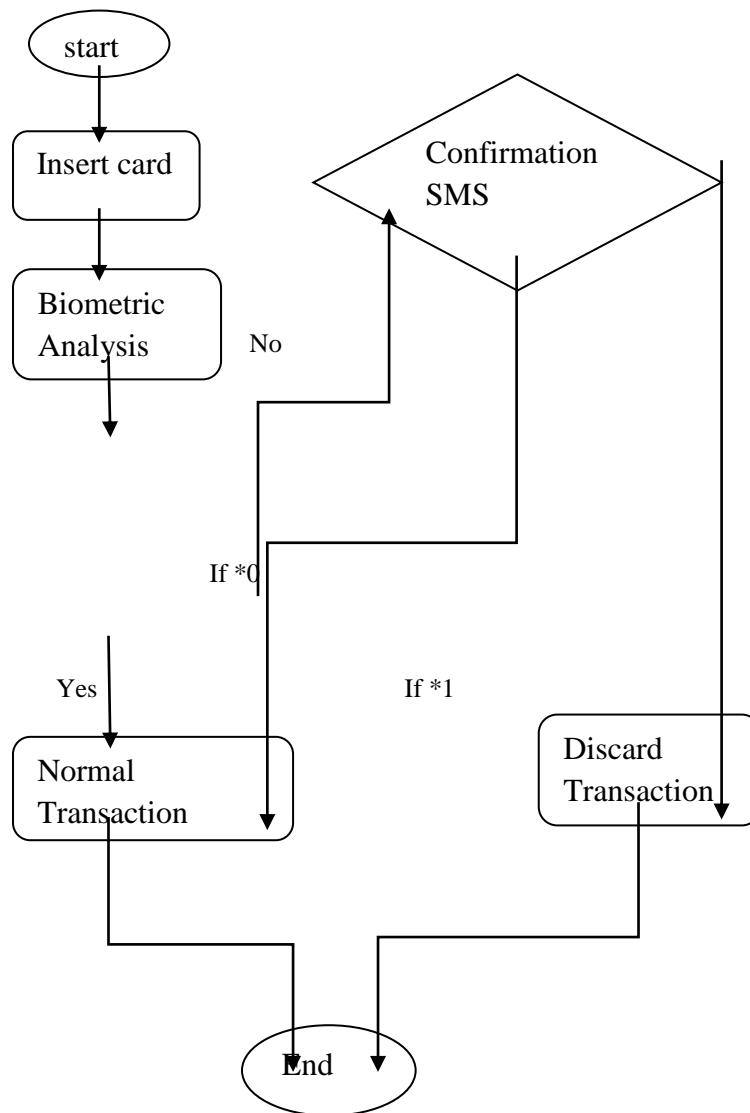 start
Insert card
Biometric
Analysis
No
Confirmation
SMS
If *0
Yes
If *1
Normal
Transaction
Discard
Transaction
End